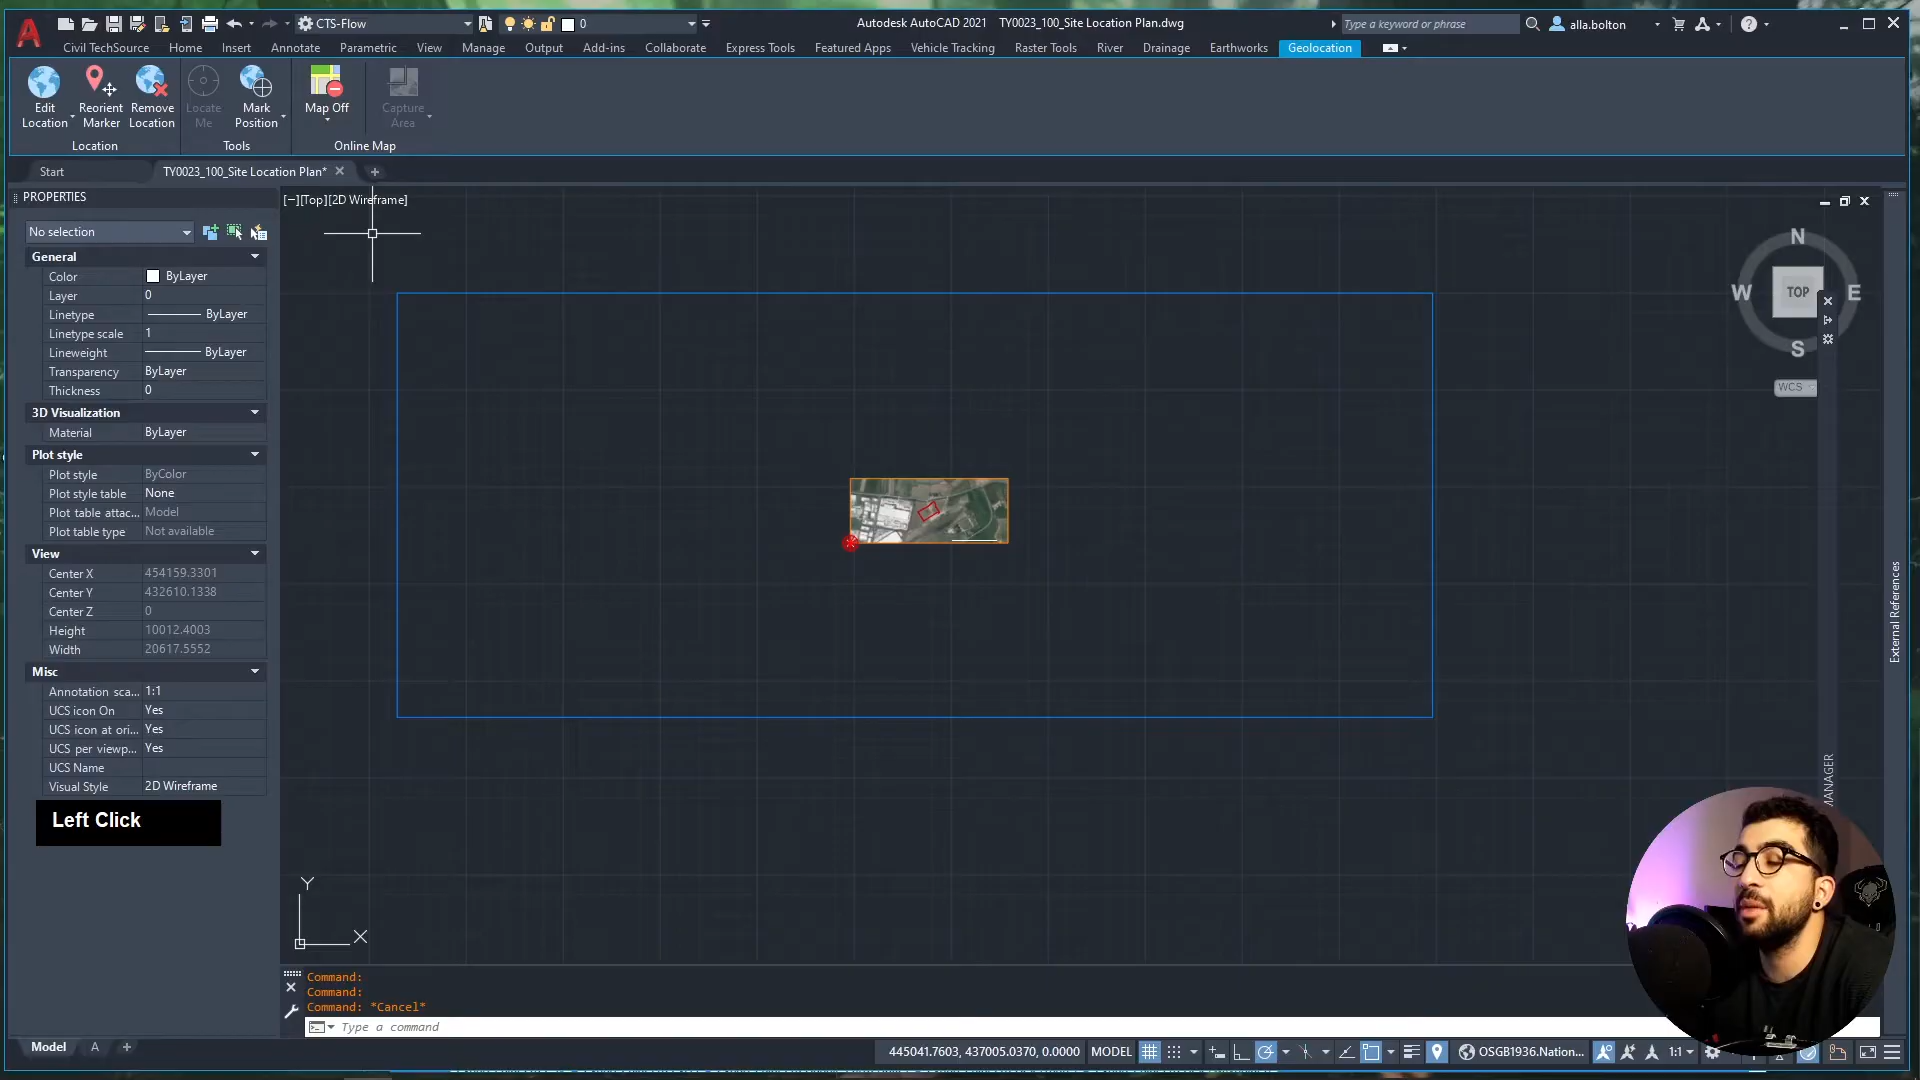 CTS-Flow
0
Autodesk AutoCAD 2021 TY0023_100_Site Location Plan.dwg
Type a keyword or phrase
alla.bolton
Civil TechSource Home Insert Annotate Parametric View Manage Output Add-ins Collaborate Express Tools Featured Apps Vehicle Tracking Raster Tools River Drainage Earthworks Geolocation
Edit Location
Reorient Marker
Remove Location
Locate Me
Mark Position
Map Off
Capture Area
Location Tools Online Map
Start
TY0023_100_Site Location Plan*
PROPERTIES
[−][Top][2D Wireframe]
No selection
General
Color ByLayer
Layer 0
Linetype ByLayer
Linetype scale 1
Lineweight ByLayer
Transparency ByLayer
Thickness 0
3D Visualization
Material ByLayer
Plot style
Plot style ByColor
Plot style table None
Plot table attac... Model
Plot table type Not available
View
Center X 454159.3301
Center Y 432610.1338
Center Z 0
Height 10012.4003
Width 20617.5552
Misc
Annotation sca... 1:1
UCS icon On Yes
UCS icon at ori... Yes
UCS per viewp... Yes
UCS Name
Visual Style 2D Wireframe
Left Click
N
W TOP E
S
WCS
External References
MANAGER
Y
X
Command:
Command:
Command: *Cancel*
Type a command
Model A
445041.7603, 437005.0370, 0.0000 MODEL
OSGB1936.Nation...
1:1